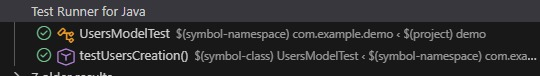 Test Runner for Java
UsersModelTest $(symbol-namespace) com.example.demo < $(project) demo
testUsersCreation() $(symbol-class) UsersModelTest < $(symbol-namespace) com.exa...